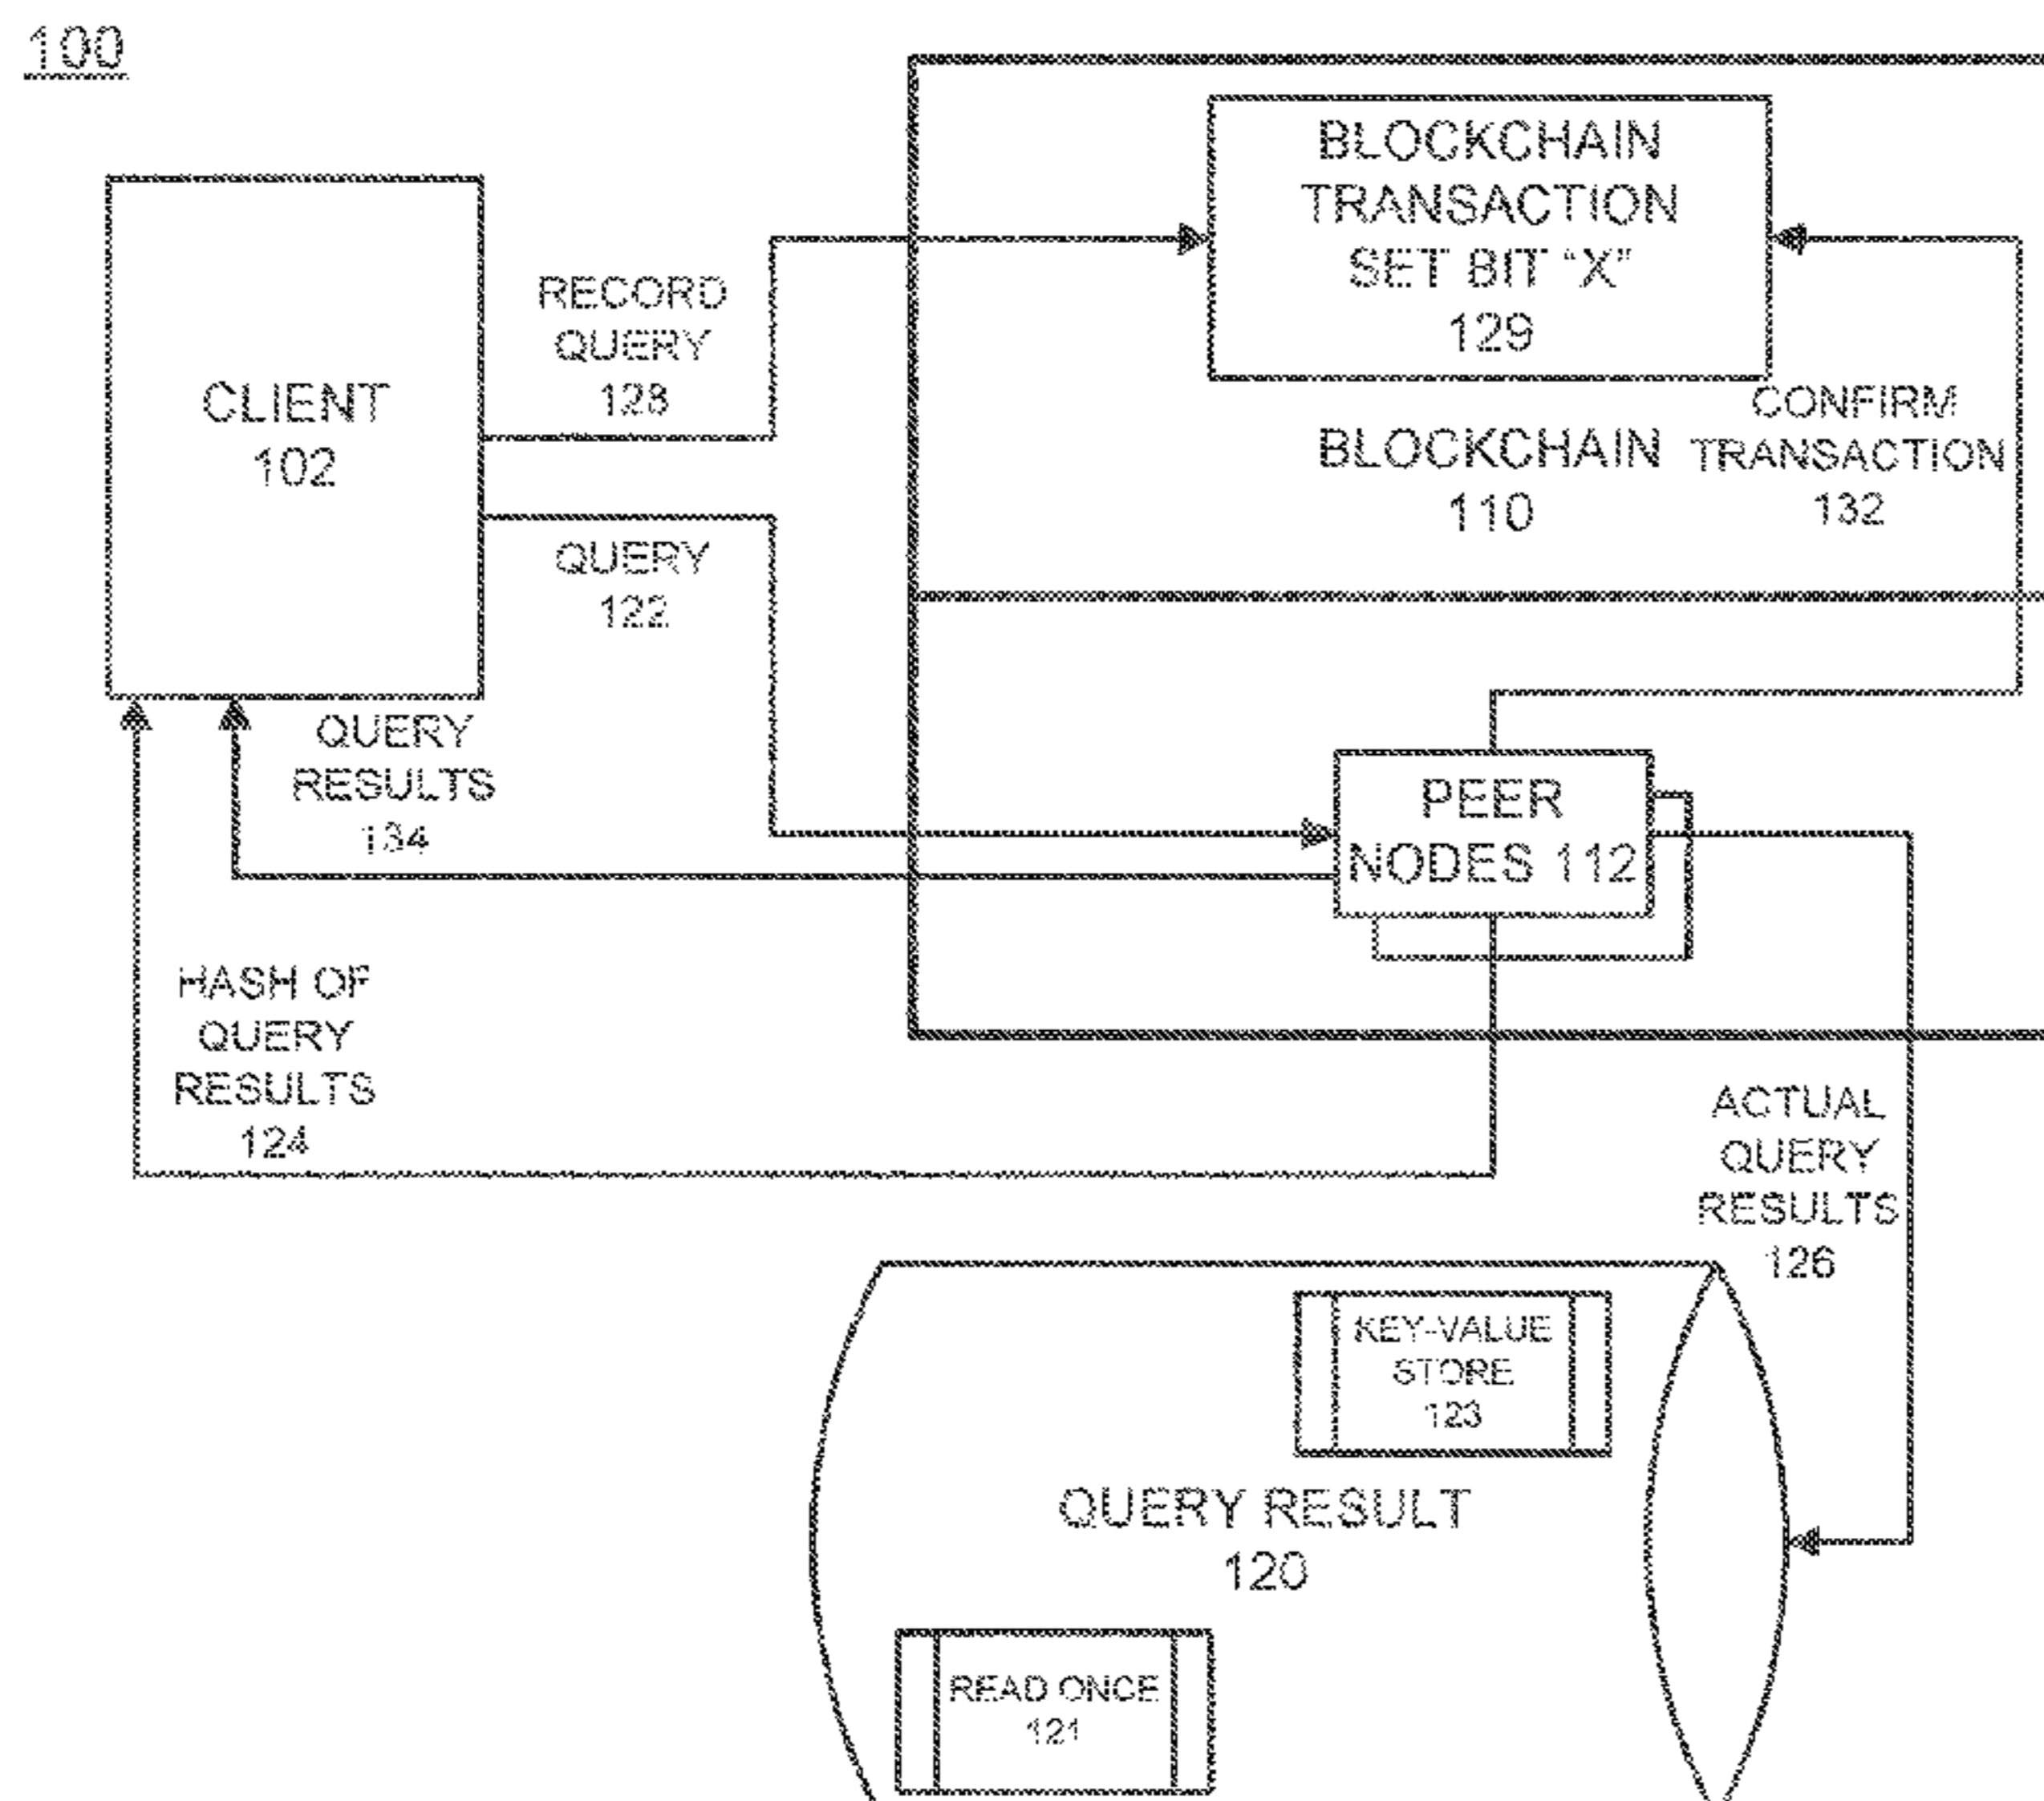 100
BLOCKCHAIN
TRANSACTION
SET BIT "X"
129
RECORD
QUERY
128
CLIENT
102
CONFIRM
TRANSACTION
132
BLOCKCHAIN
110
QUERY
122
QUERY
RESULTS
134
PEER
NODES 112
HASH OF
QUERY
RESULTS
124
ACTUAL
QUERY
RESULTS
126
KEY-VALUE
STORE
123
QUERY RESULT
120
READ ONCE
121